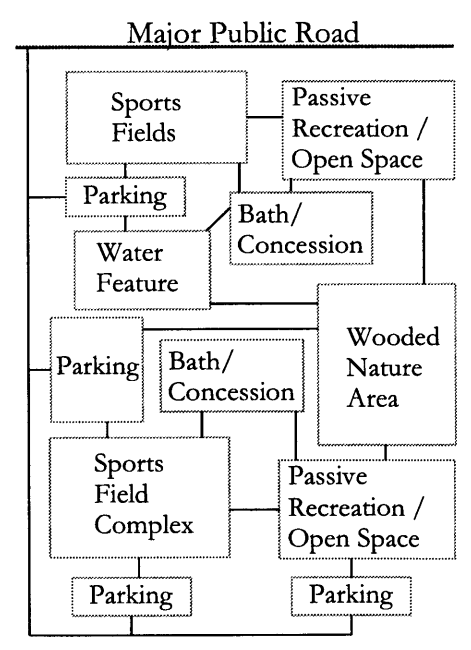 Major Public Road
Sports
Fields
Passive
Recreation /
Open Space
Parking
Bath/
Concession
Water
Feature
Wooded
Nature
Area
Parking
Bath/
Concession
Sports
Field
Complex
Passive
Recreation /
Open Space
Parking
Parking